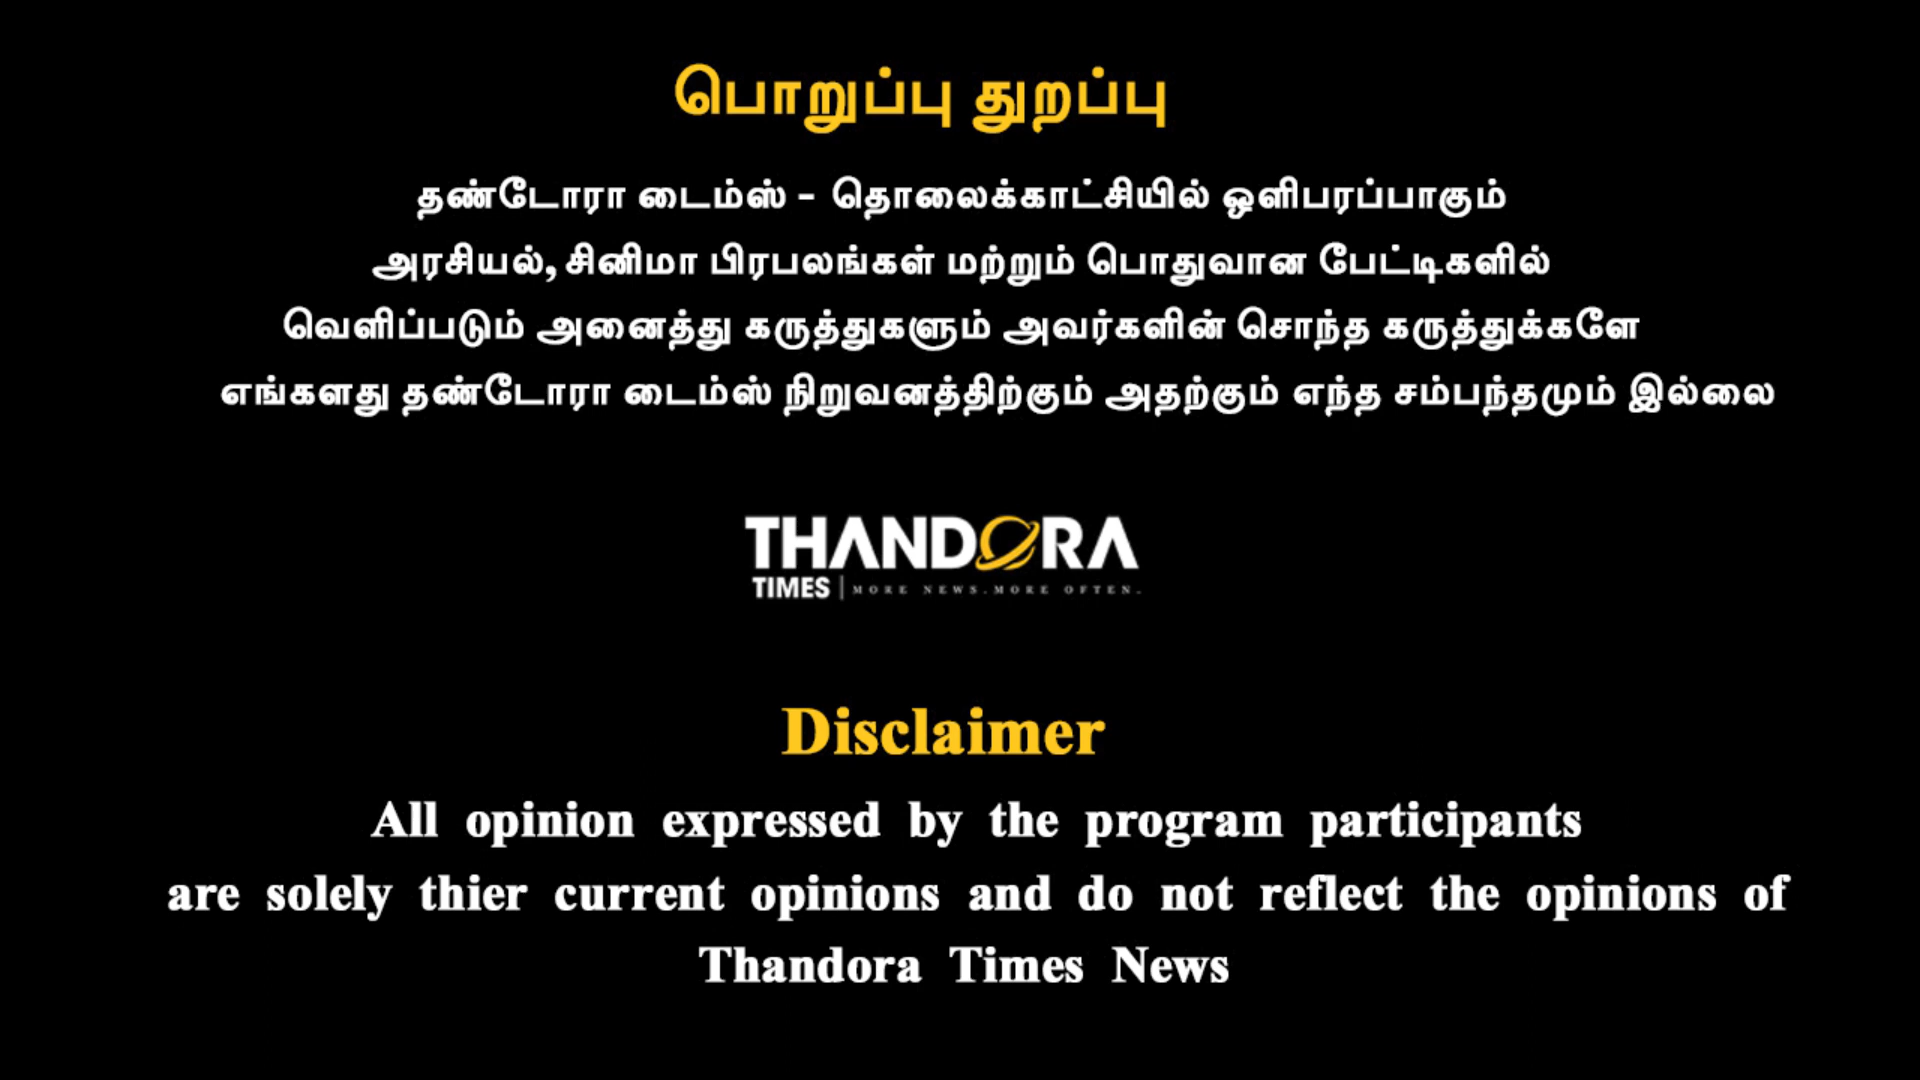 பொறுப்பு துறப்பு
தண்டோரா டைம்ஸ் - தொலைக்காட்சியில் ஒளிபரப்பாகும்
அரசியல், சினிமா பிரபலங்கள் மற்றும் பொதுவான பேட்டிகளில்
வெளிப்படும் அனைத்து கருத்துகளும் அவர்களின் சொந்த கருத்துக்களே
எங்களது தண்டோரா டைம்ஸ் நிறுவனத்திற்கும் அதற்கும் எந்த சம்பந்தமும் இல்லை
THANDORA
TIMES | MORE NEWS. MORE OFTEN.
Disclaimer
All opinion expressed by the program participants
are solely thier current opinions and do not reflect the opinions of
Thandora Times News